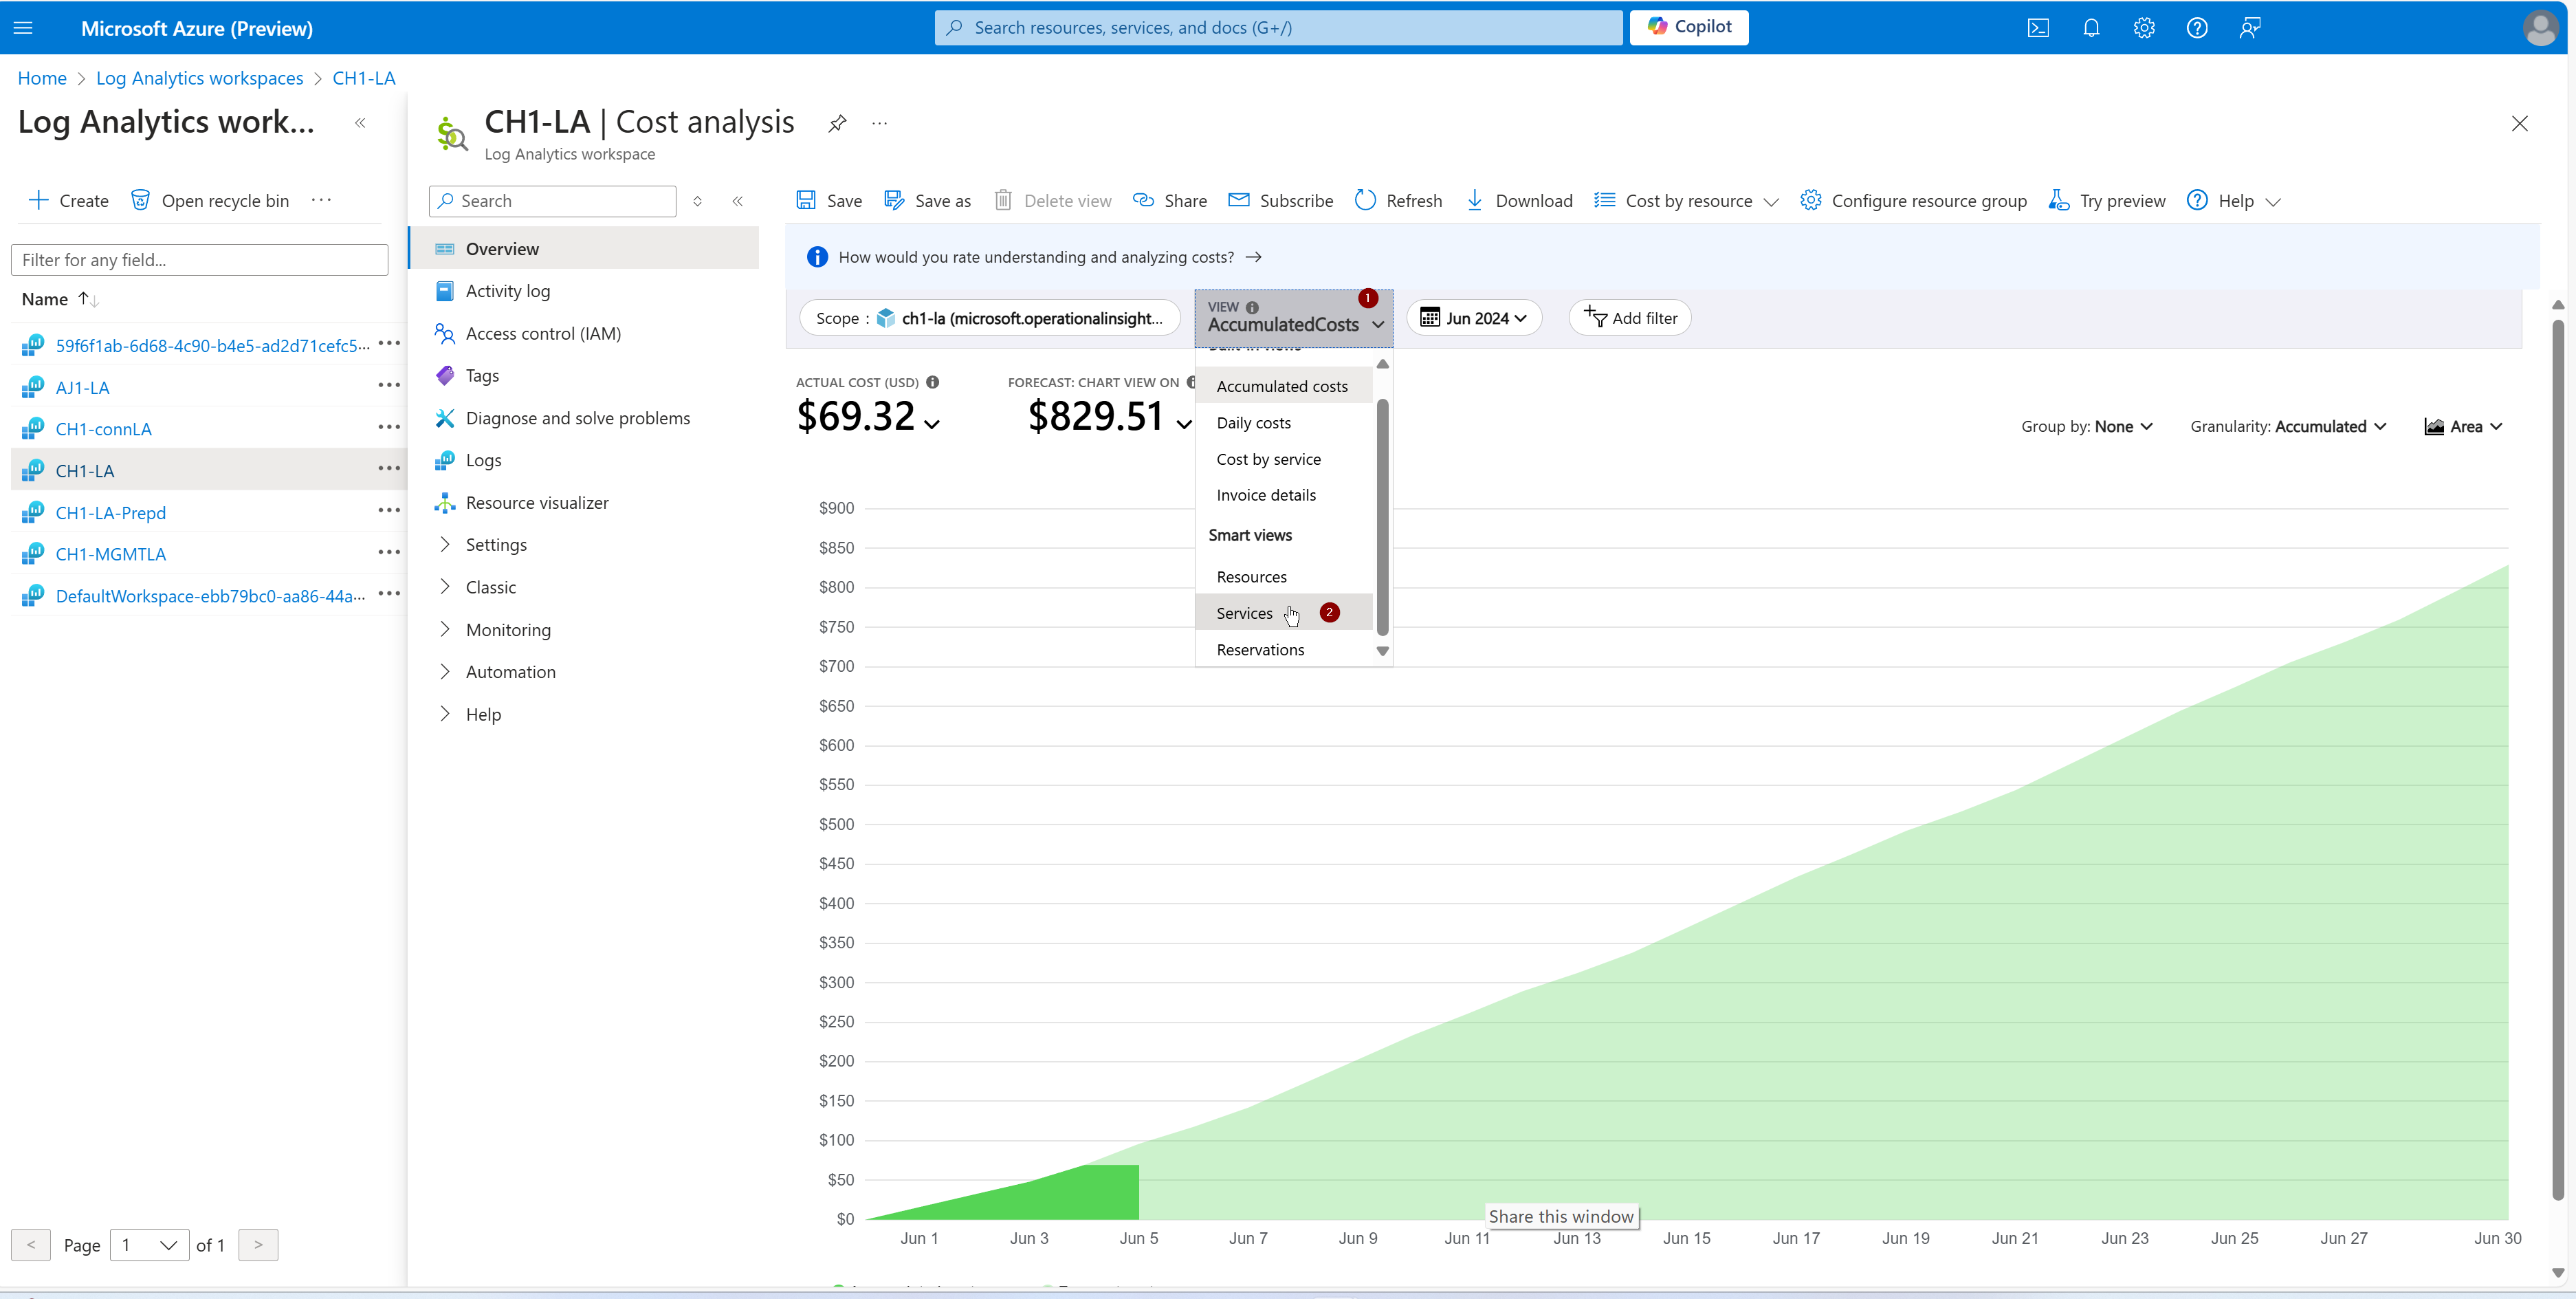 Microsoft Azure (Preview)
Search resources, services, and docs (G+/)
Copilot
Home > Log Analytics workspaces > CH1-LA
Log Analytics work...
CH1-LA | Cost analysis
Log Analytics workspace
Create
Open recycle bin
Filter for any field...
Name
59f6f1ab-6d68-4c90-b4e5-ad2d71cefc5...
AJ1-LA
CH1-connLA
CH1-LA
CH1-LA-Prepd
CH1-MGMTLA
DefaultWorkspace-ebb79bc0-aa86-44a...
< Page 1 of 1 >
Search
Overview
Activity log
Access control (IAM)
Tags
Diagnose and solve problems
Logs
Resource visualizer
Settings
Classic
Monitoring
Automation
Help
Save
Save as
Delete view
Share
Subscribe
Refresh
Download
Cost by resource
Configure resource group
Try preview
Help
How would you rate understanding and analyzing costs? →
Scope : ch1-la (microsoft.operationalinsight...
VIEW
1
AccumulatedCosts
Jun 2024
Add filter
ACTUAL COST (USD)
$69.32
FORECAST: CHART VIEW ON
$829.51
Accumulated costs
Daily costs
Cost by service
Invoice details
Smart views
Resources
Services
2
Reservations
Group by: None
Granularity: Accumulated
Area
$900
$850
$800
$750
$700
$650
$600
$550
$500
$450
$400
$350
$300
$250
$200
$150
$100
$50
$0
Share this window
Jun 1
Jun 3
Jun 5
Jun 7
Jun 9
Jun 11
Jun 13
Jun 15
Jun 17
Jun 19
Jun 21
Jun 23
Jun 25
Jun 27
Jun 30